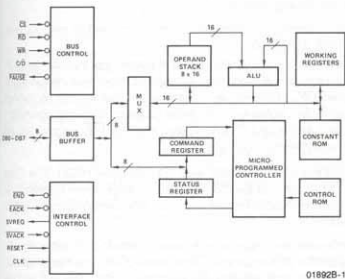 CS
RD
WR
C/D
PAUSE
BUS
CONTROL
DB0-DB7
8
BUS
BUFFER
END
EACK
SVREQ
SVACK
RESET
CLK
INTERFACE
CONTROL
MUX
8
8
16
16
OPERAND
STACK
8 x 16
ALU
16
WORKING
REGISTERS
CONSTANT
ROM
COMMAND
REGISTER
STATUS
REGISTER
MICRO-
PROGRAMMED
CONTROLLER
CONTROL
ROM
01892B-1